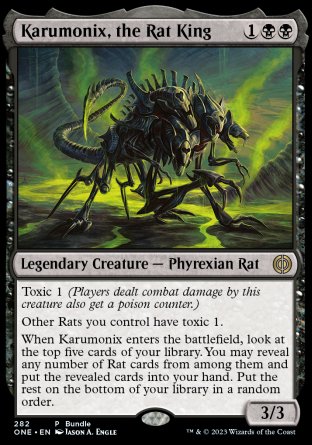 Karumonix, the Rat King 1
Legendary Creature — Phyrexian Rat
Toxic 1 (Players dealt combat damage by this
creature also get a poison counter.)
Other Rats you control have toxic 1.
When Karumonix enters the battlefield, look at
the top five cards of your library. You may reveal
any number of Rat cards from among them and
put the revealed cards into your hand. Put the
rest on the bottom of your library in a random
order.
3/3
282 P Bundle
ONE • EN Jason A. Engle
™ & © 2023 Wizards of the Coast